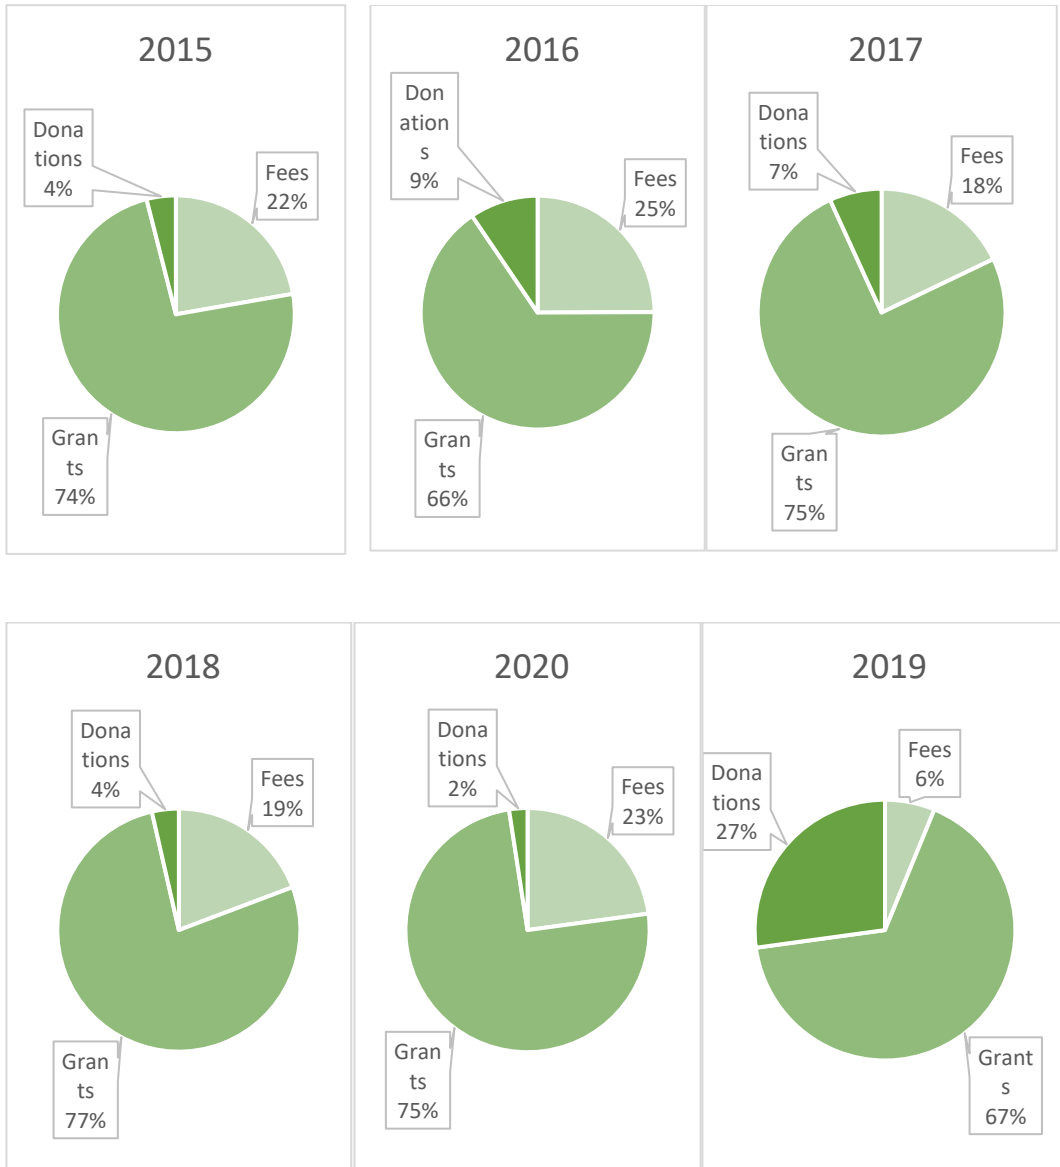 2015
Dona
tions
4%
Fees
22%
Gran
ts
74%
2016
Don
ation
s
9%
Fees
25%
Gran
ts
66%
2017
Dona
tions
7%
Fees
18%
Gran
ts
75%
2018
Dona
tions
4%
Fees
19%
Gran
ts
77%
2020
Dona
tions
2%
Fees
23%
Gran
ts
75%
2019
Dona
tions
27%
Fees
6%
Grant
s
67%